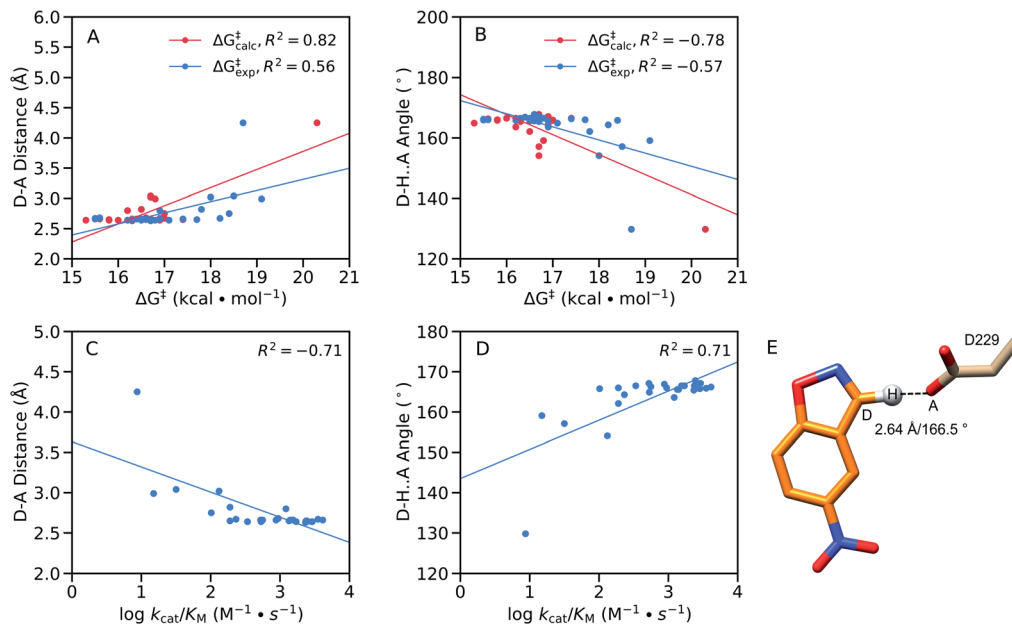 A
ΔG‡calc, R² = 0.82
ΔG‡exp, R² = 0.56
D-A Distance (Å)
6.0
5.5
5.0
4.5
4.0
3.5
3.0
2.5
2.0
15 16 17 18 19 20 21
ΔG‡ (kcal • mol⁻¹)
B
ΔG‡calc, R² = −0.78
ΔG‡exp, R² = −0.57
D-H..A Angle (°)
200
180
160
140
120
15 16 17 18 19 20 21
ΔG‡ (kcal • mol⁻¹)
C
R² = −0.71
D-A Distance (Å)
5.0
4.5
4.0
3.5
3.0
2.5
2.0
0 1 2 3 4
log kcat/KM (M⁻¹ • s⁻¹)
D
R² = 0.71
D-H..A Angle (°)
180
170
160
150
140
130
120
0 1 2 3 4
log kcat/KM (M⁻¹ • s⁻¹)
E
D229
H
D
A
2.64 Å/166.5 °